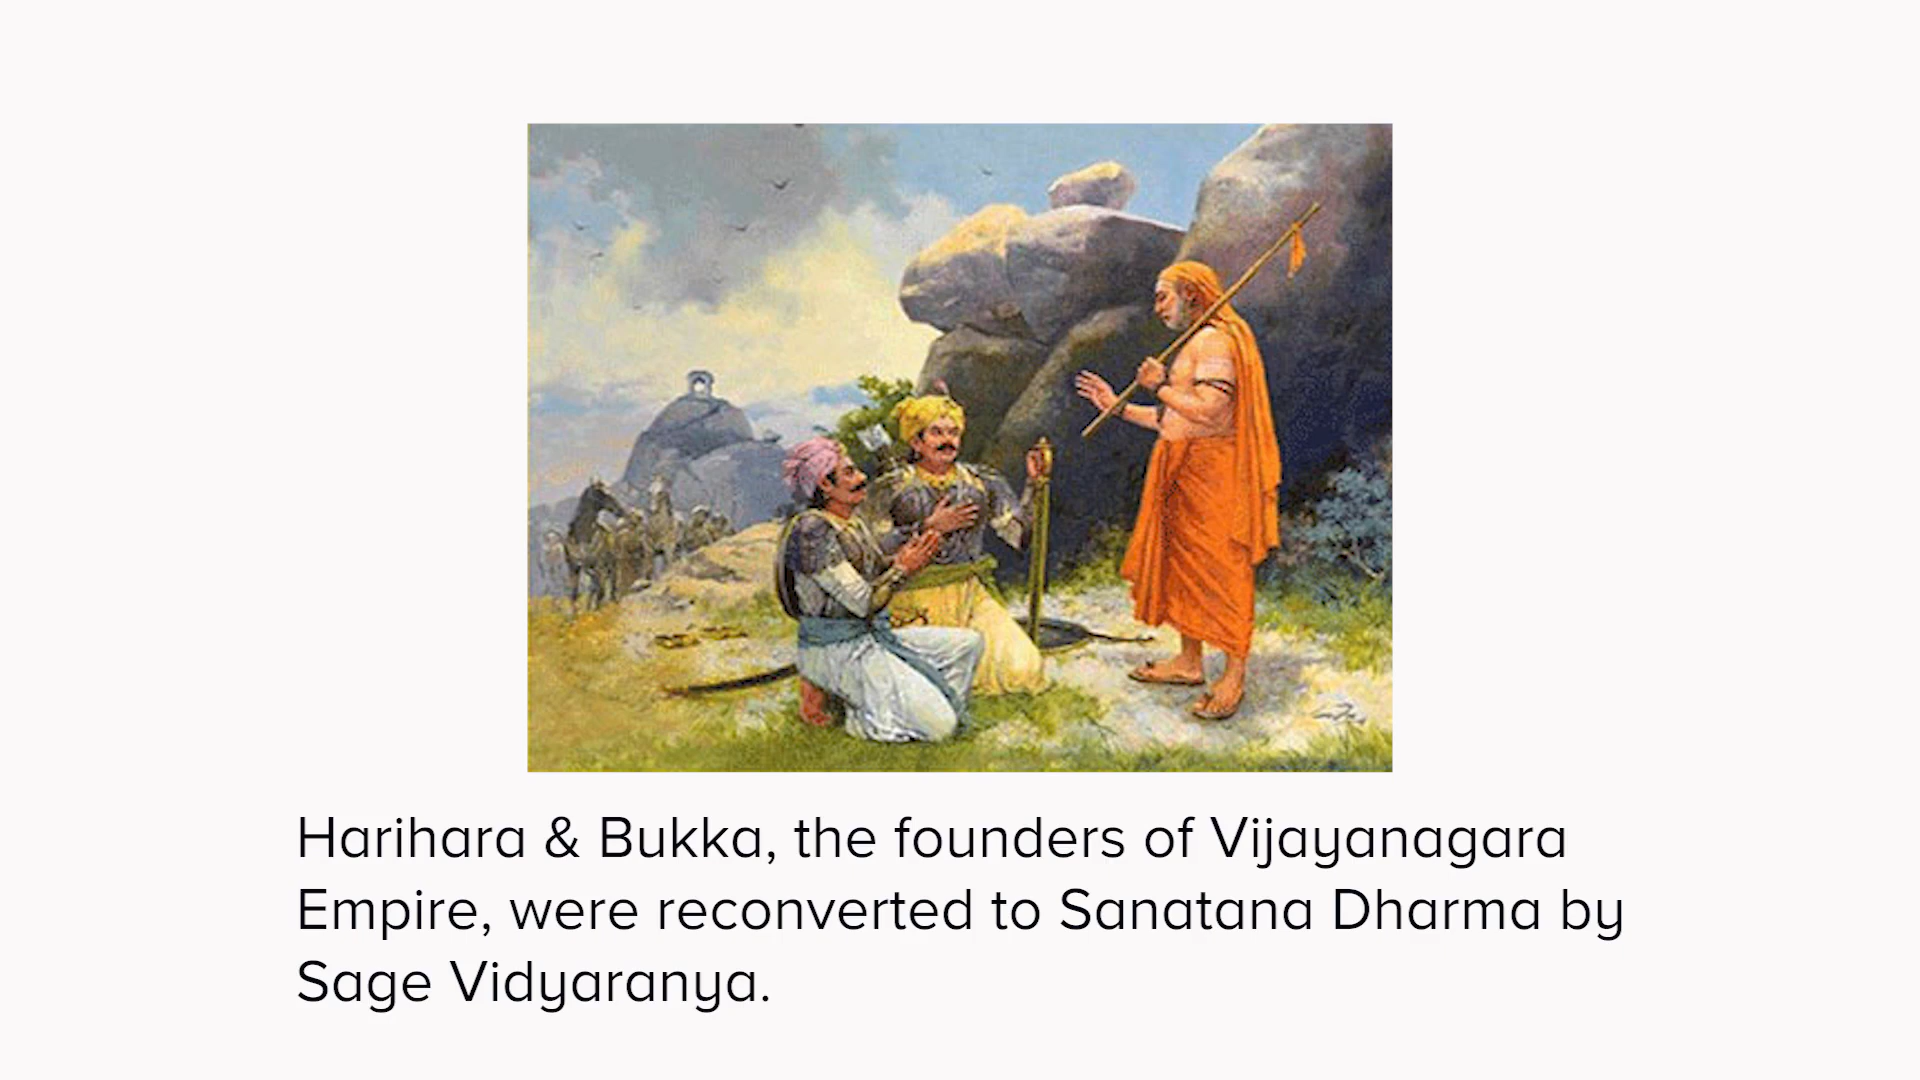 Harihara & Bukka, the founders of Vijayanagara
Empire, were reconverted to Sanatana Dharma by
Sage Vidyaranya.